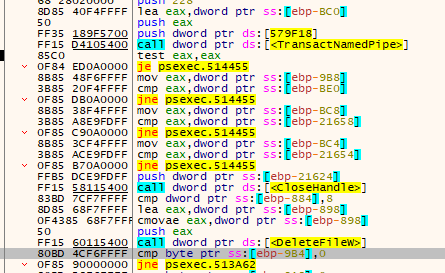 68 28020000 push 228
8D85 40F4FFFF lea eax,dword ptr ss:[ebp-BC0]
50 push eax
FF35 189F5700 push dword ptr ds:[579F18]
FF15 D4105400 call dword ptr ds:[<TransactNamedPipe>]
85C0 test eax,eax
0F84 ED0A0000 je psexec.514455
8B85 48F6FFFF mov eax,dword ptr ss:[ebp-9B8]
3B85 20F4FFFF cmp eax,dword ptr ss:[ebp-BE0]
0F85 DB0A0000 jne psexec.514455
8B85 38F4FFFF mov eax,dword ptr ss:[ebp-BC8]
3B85 A8E9FDFF cmp eax,dword ptr ss:[ebp-21658]
0F85 C90A0000 jne psexec.514455
8B85 3CF4FFFF mov eax,dword ptr ss:[ebp-BC4]
3B85 ACE9FDFF cmp eax,dword ptr ss:[ebp-21654]
0F85 B70A0000 jne psexec.514455
FFB5 DCE9FDFF push dword ptr ss:[ebp-21624]
FF15 58115400 call dword ptr ds:[<CloseHandle>]
83BD 7CF7FFFF cmp dword ptr ss:[ebp-884],8
8D85 68F7FFFF lea eax,dword ptr ss:[ebp-898]
0F4385 68F7FFF cmovae eax,dword ptr ss:[ebp-898]
50 push eax
FF15 60115400 call dword ptr ds:[<DeleteFileW>]
80BD 4CF6FFFF cmp byte ptr ss:[ebp-9B4],0
0F85 90000000 jne psexec.513A62